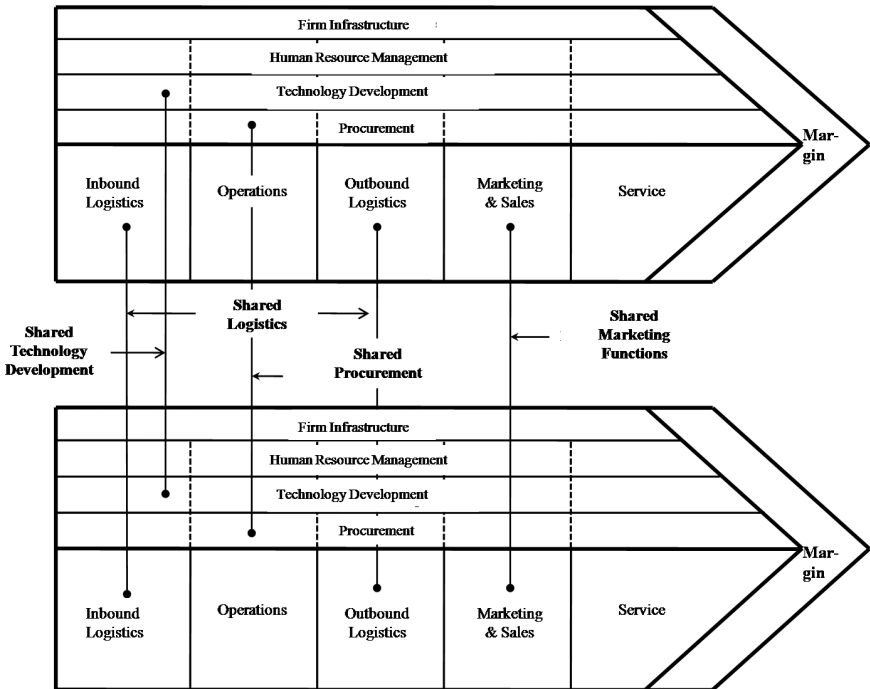 Firm Infrastructure
Human Resource Management
Technology Development
Procurement
Mar-
gin
Inbound
Logistics
Operations
Outbound
Logistics
Marketing
& Sales
Service
Shared
Logistics
Shared
Technology
Development
Shared
Procurement
Shared
Marketing
Functions
Firm Infrastructure
Human Resource Management
Technology Development
Procurement
Mar-
gin
Inbound
Logistics
Operations
Outbound
Logistics
Marketing
& Sales
Service